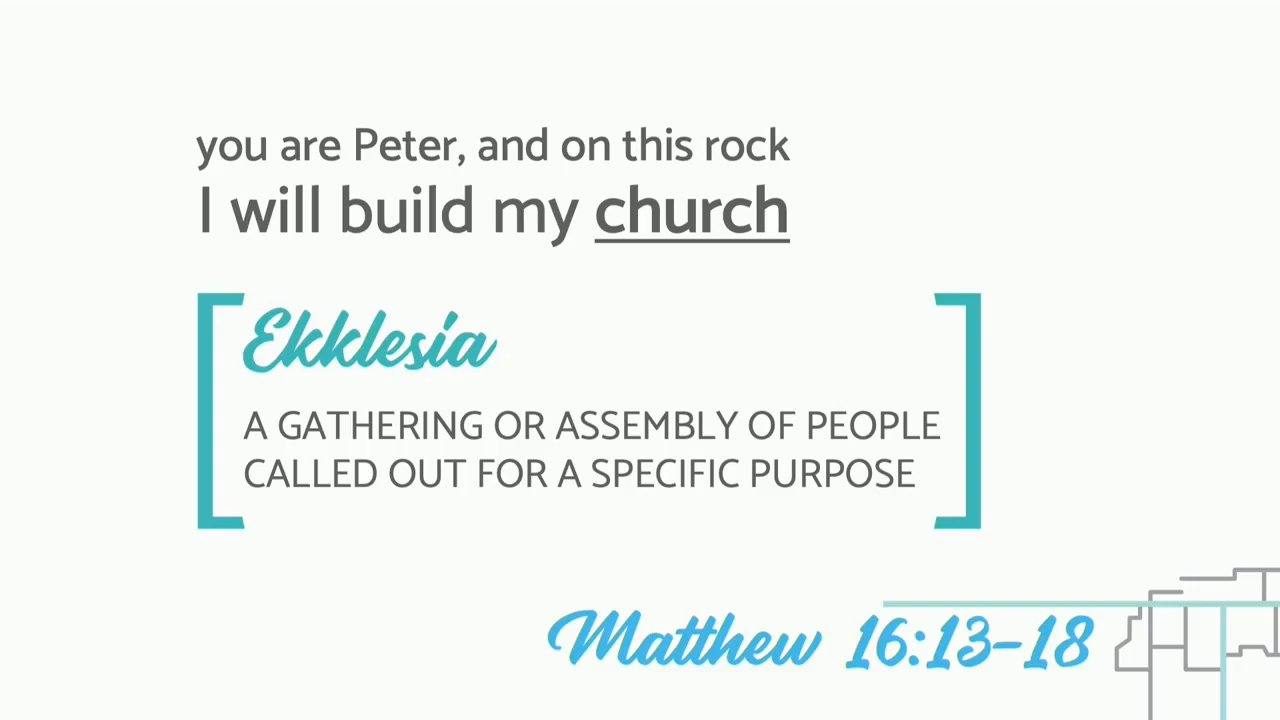 you are Peter, and on this rock
I will build my church
Ekklesia
A GATHERING OR ASSEMBLY OF PEOPLE
CALLED OUT FOR A SPECIFIC PURPOSE
Matthew 16:13-18